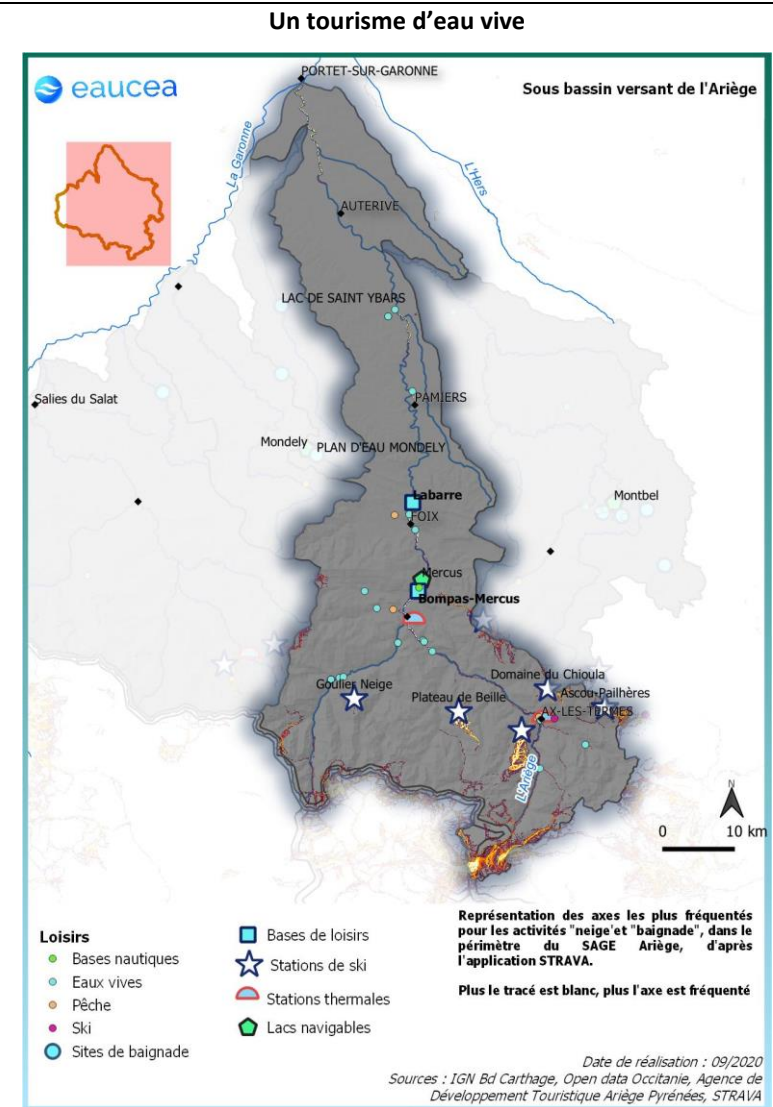 Un tourisme d'eau vive
eaucea
PORTET-SUR-GARONNE
Sous bassin versant de l'Ariège
La Garonne
L'Hers
AUTERIVE
LAC DE SAINT YBARS
Salies du Salat
PAMIERS
Mondely
PLAN D'EAU MONDELY
Labarre
Montbel
FOIX
Mercus
Bompas-Mercus
Domaine du Chioula
Goulier Neige
Plateau de Beille
Ascou-Pailhères
AX-LES-TERMES
L'Ariège
N
0 10 km
Loisirs
Bases nautiques
Eaux vives
Pêche
Ski
Sites de baignade
Bases de loisirs
Stations de ski
Stations thermales
Lacs navigables
Représentation des axes les plus fréquentés
pour les activités "neige'et "baignade", dans le
périmètre du SAGE Ariège, d'après
l'application STRAVA.
Plus le tracé est blanc, plus l'axe est fréquenté
Date de réalisation : 09/2020
Sources : IGN Bd Carthage, Open data Occitanie, Agence de
Développement Touristique Ariège Pyrénées, STRAVA